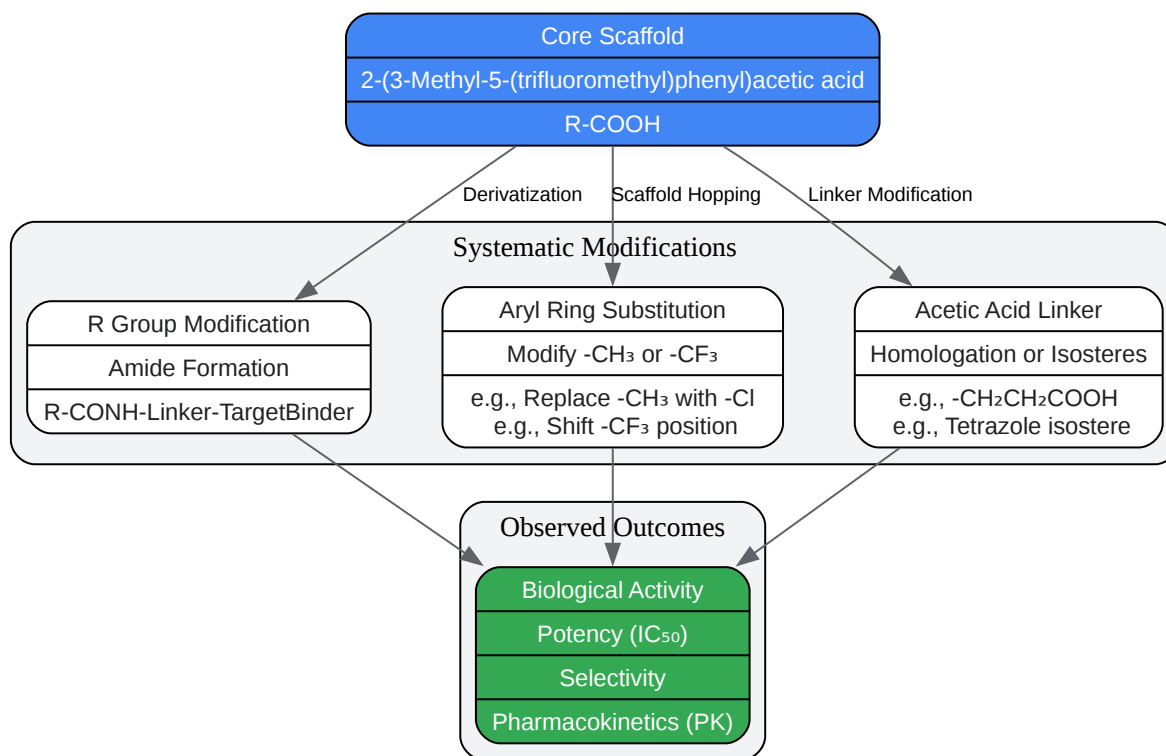 Core Scaffold
2-(3-Methyl-5-(trifluoromethyl)phenyl)acetic acid
R-COOH
Derivatization
Scaffold Hopping
Linker Modification
Systematic Modifications
R Group Modification
Amide Formation
R-CONH-Linker-TargetBinder
Aryl Ring Substitution
Modify -CH₃ or -CF₃
e.g., Replace -CH₃ with -Cl
e.g., Shift -CF₃ position
Acetic Acid Linker
Homologation or Isosteres
e.g., -CH₂CH₂COOH
e.g., Tetrazole isostere
Observed Outcomes
Biological Activity
Potency (IC₅₀)
Selectivity
Pharmacokinetics (PK)